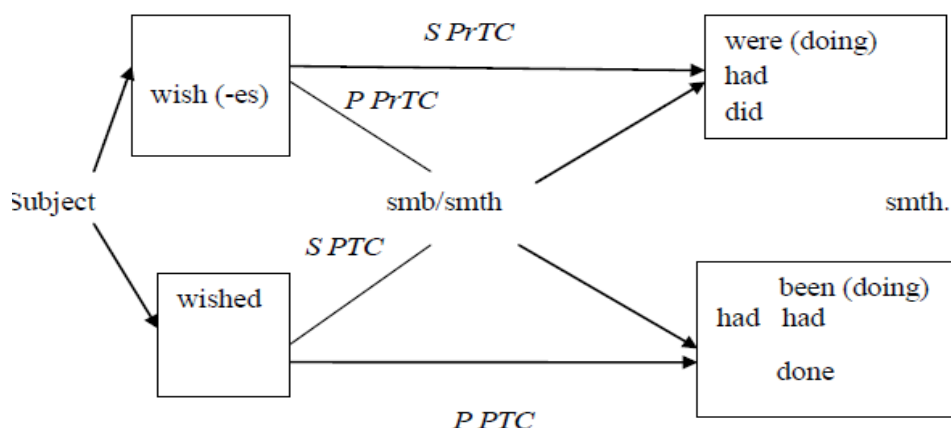 S PrTC
were (doing)
had
wish (-es)
P PrTC
did
Subject
smb/smth
smth.
S PTC
wished
been (doing)
had had
done
P PTC